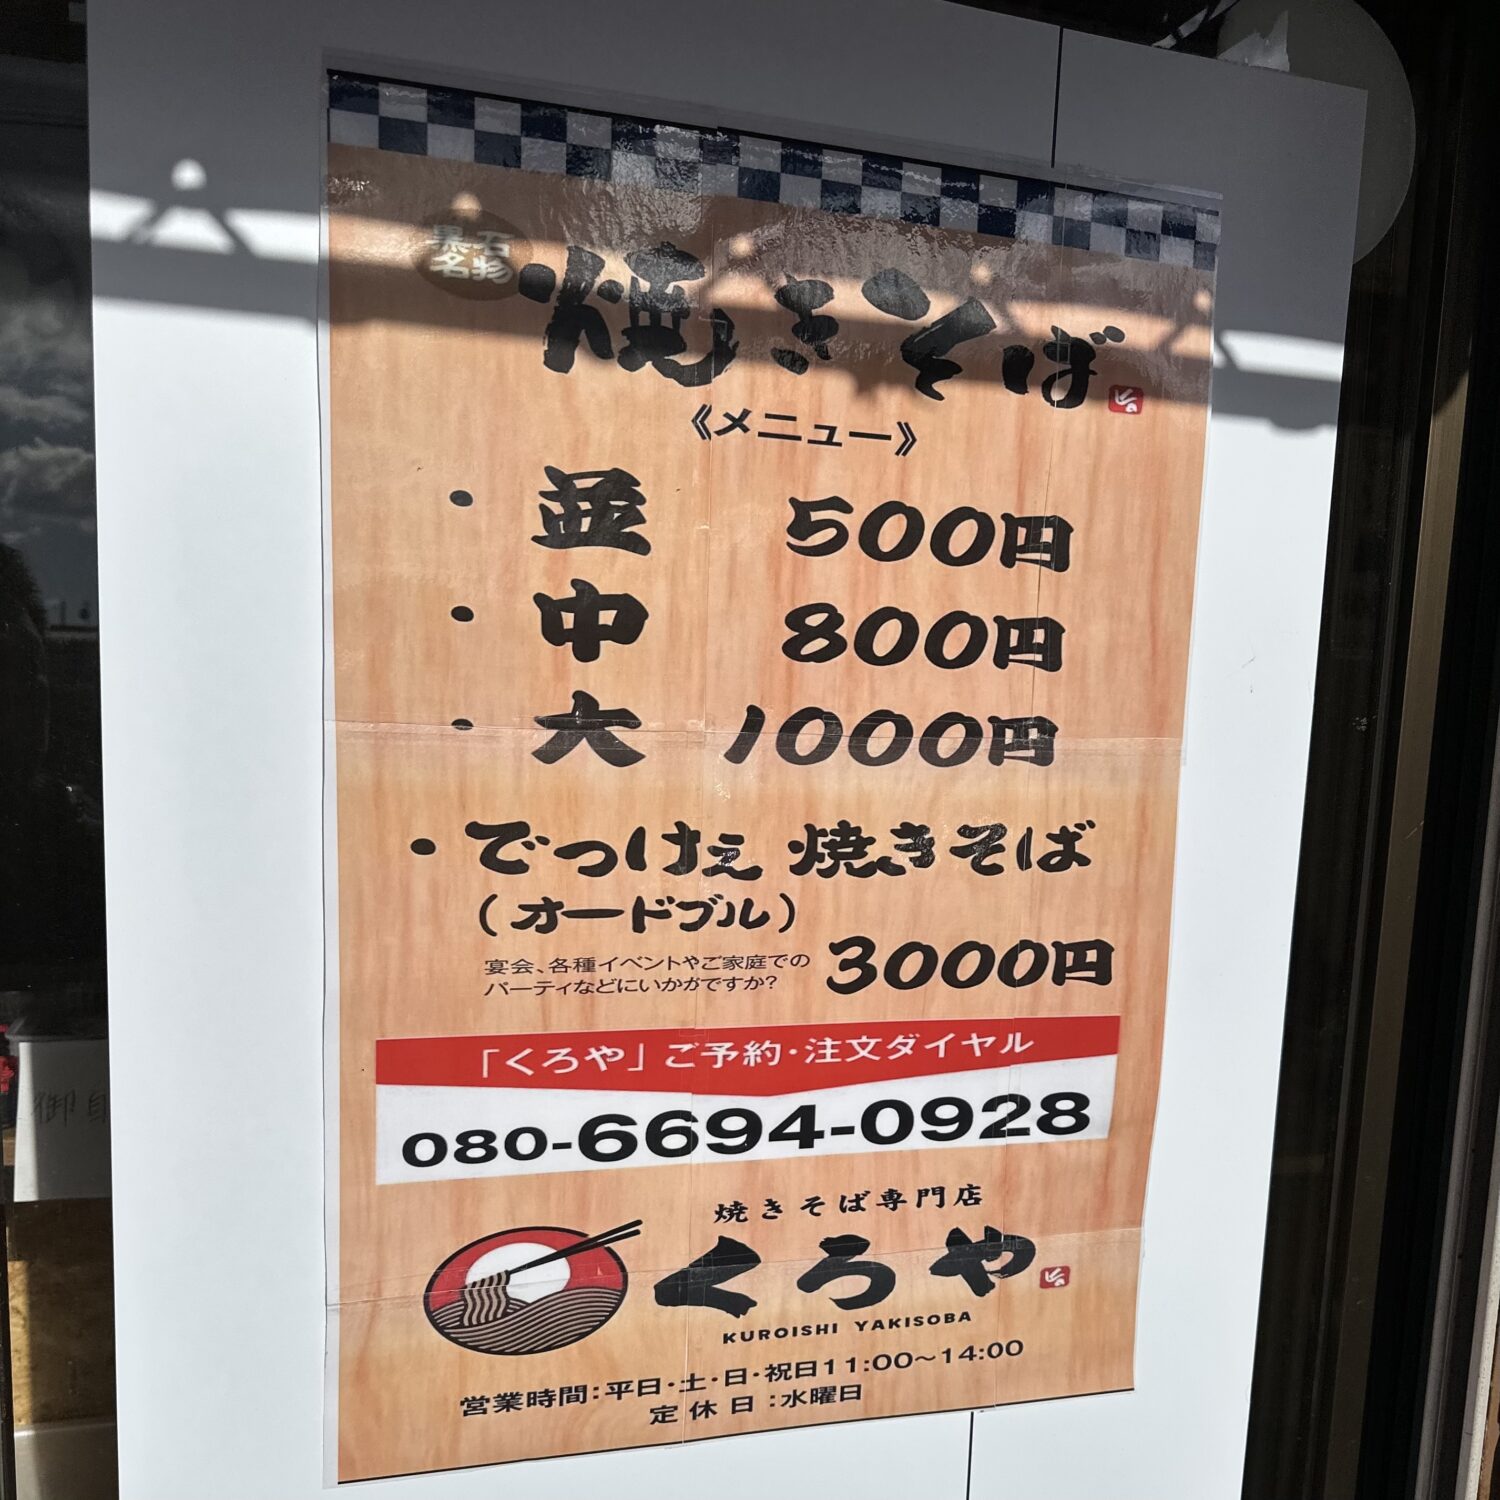 黒石
名物
焼きそば
《メニュー》
・並 500円
・中 800円
・大 1000円
・でっけぇ 焼きそば
(オードブル)
宴会、各種イベントやご家庭での
パーティなどにいかがですか?
3000円
「くろや」ご予約・注文ダイヤル
080-6694-0928
焼きそば専門店
くろや
KUROISHI YAKISOBA
営業時間:平日・土・日・祝日11:00〜14:00
定休日:水曜日